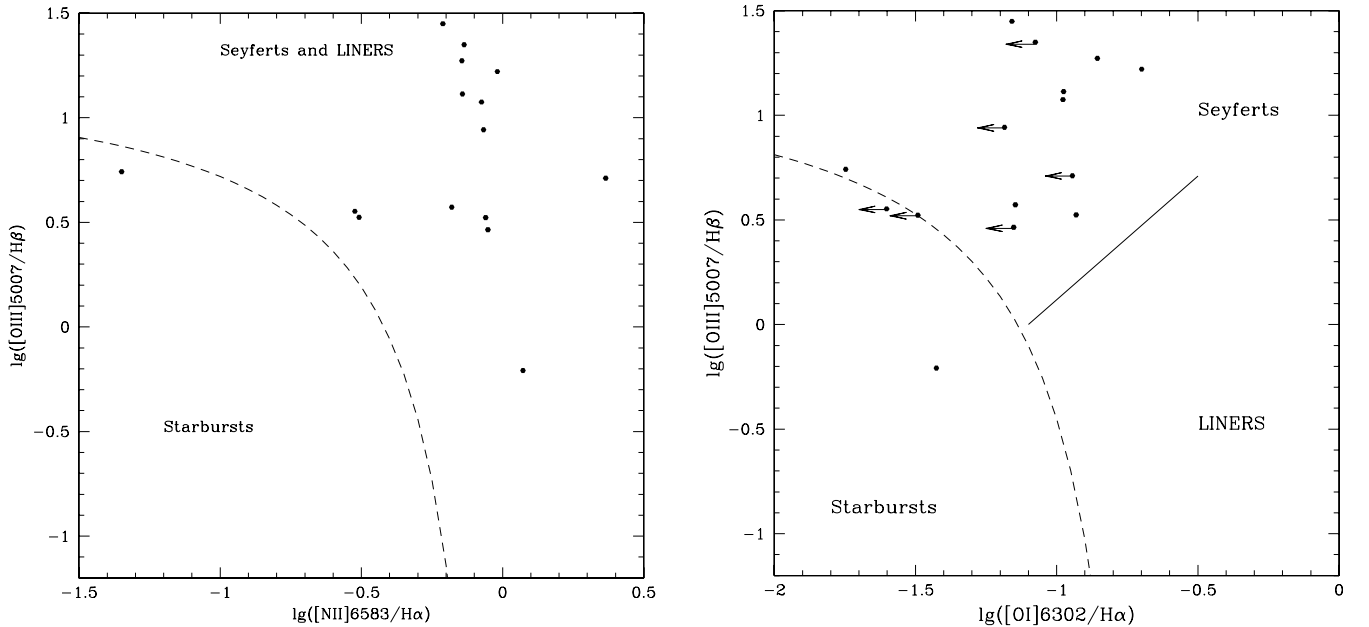 1.5
1
0.5
0
−0.5
−1
lg([OIII]5007/Hβ)
Seyferts and LINERS
Starbursts
−1.5
−1
−0.5
0
0.5
lg([NII]6583/Hα)
1.5
1
0.5
0
−0.5
−1
lg([OIII]5007/Hβ)
Seyferts
LINERS
Starbursts
−2
−1.5
−1
−0.5
0
lg([OI]6302/Hα)